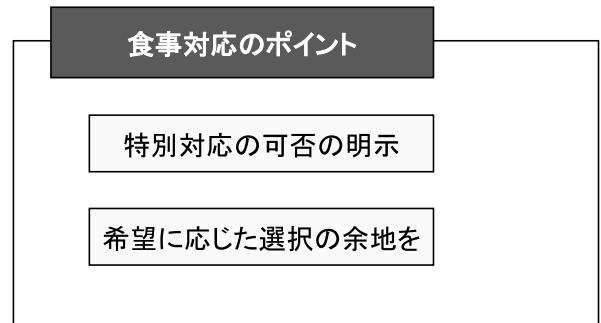 食事対応のポイント
特別対応の可否の明示
希望に応じた選択の余地を